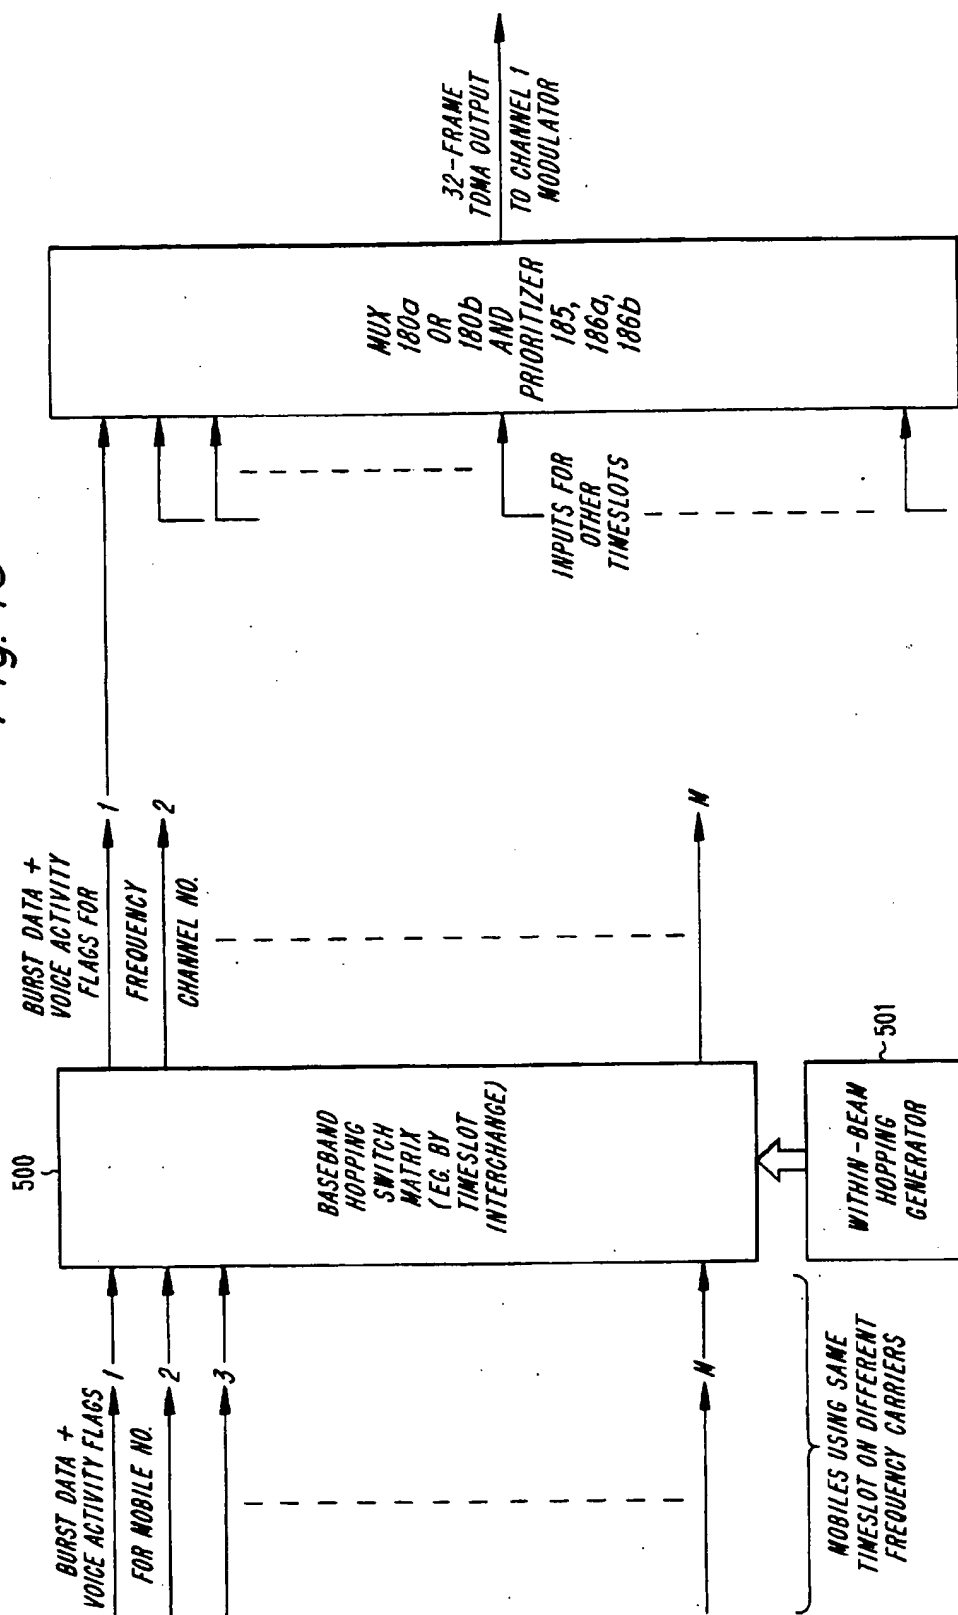 Fig. 18
BURST DATA +
VOICE ACTIVITY FLAGS
FOR MOBILE NO.
1
2
3
N
MOBILES USING SAME
TIMESLOT ON DIFFERENT
FREQUENCY CARRIERS
500
BASEBAND
HOPPING
SWITCH
MATRIX
(EG. BY
TIMESLOT
INTERCHANGE)
WITHIN-BEAM
HOPPING
GENERATOR
501
BURST DATA +
VOICE ACTIVITY
FLAGS FOR
FREQUENCY
CHANNEL NO.
1
2
N
INPUTS FOR
OTHER
TIMESLOTS
MUX
180a
OR
180b
AND
PRIORITIZER
185,
186a,
186b
32-FRAME
TDMA OUTPUT
TO CHANNEL 1
MODULATOR